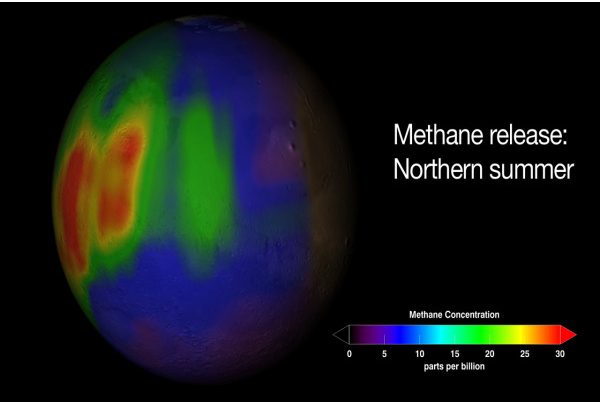 Methane release:
Northern summer
Methane Concentration
0 5 10 15 20 25 30
parts per billion